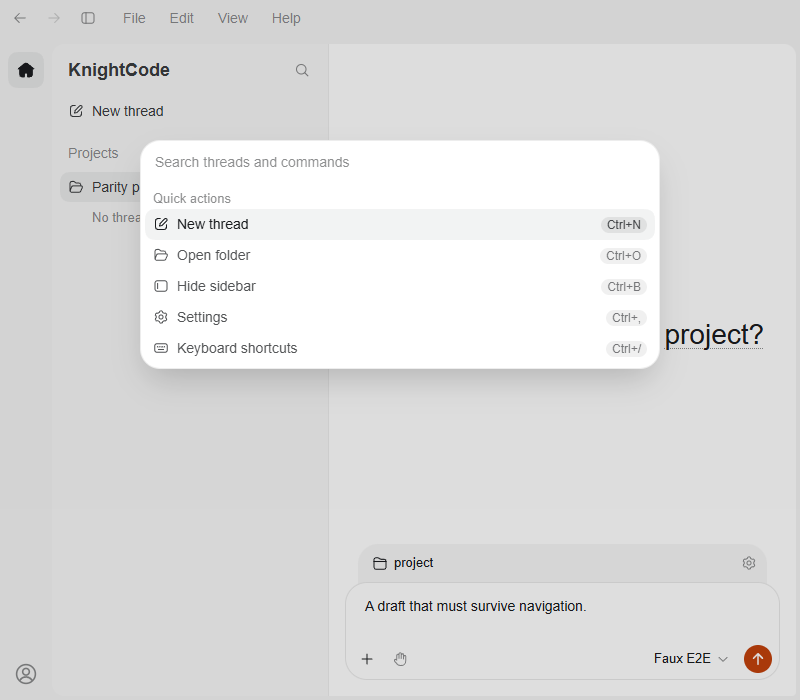 File Edit View Help
KnightCode
New thread
Projects
Parity p
No threa
Search threads and commands
Quick actions
New thread Ctrl+N
Open folder Ctrl+O
Hide sidebar Ctrl+B
Settings Ctrl+,
Keyboard shortcuts Ctrl+/
project?
project
A draft that must survive navigation.
Faux E2E